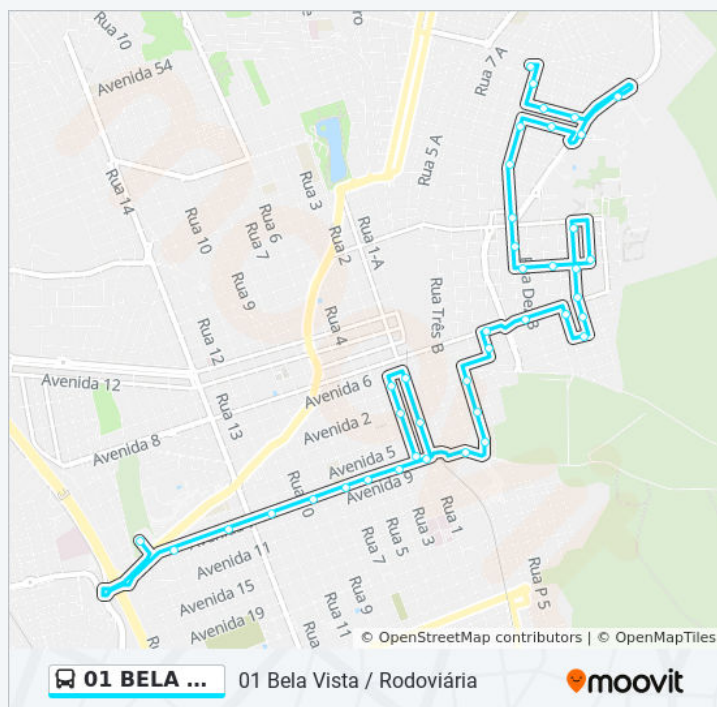 Rua 10
Avenida 54
Rua 7 A
Rua 5 A
Rua 14
Rua 3
Rua 6
Rua 7
Rua 10
Rua 2
Rua 1-A
Rua 9
Rua Três B
Rua 4
Rua 12
Avenida 12
Avenida 6
Rua 13
Avenida 2
Avenida 8
Avenida 5
Avenida 9
Rua 1
Rua 3
Rua 5
Rua 7
Avenida 11
Avenida 15
Rua 9
Rua P 5
Avenida 19
Rua 11
© OpenStreetMap contributors | © OpenMapTiles
01 BELA ...
01 Bela Vista / Rodoviária
moovit